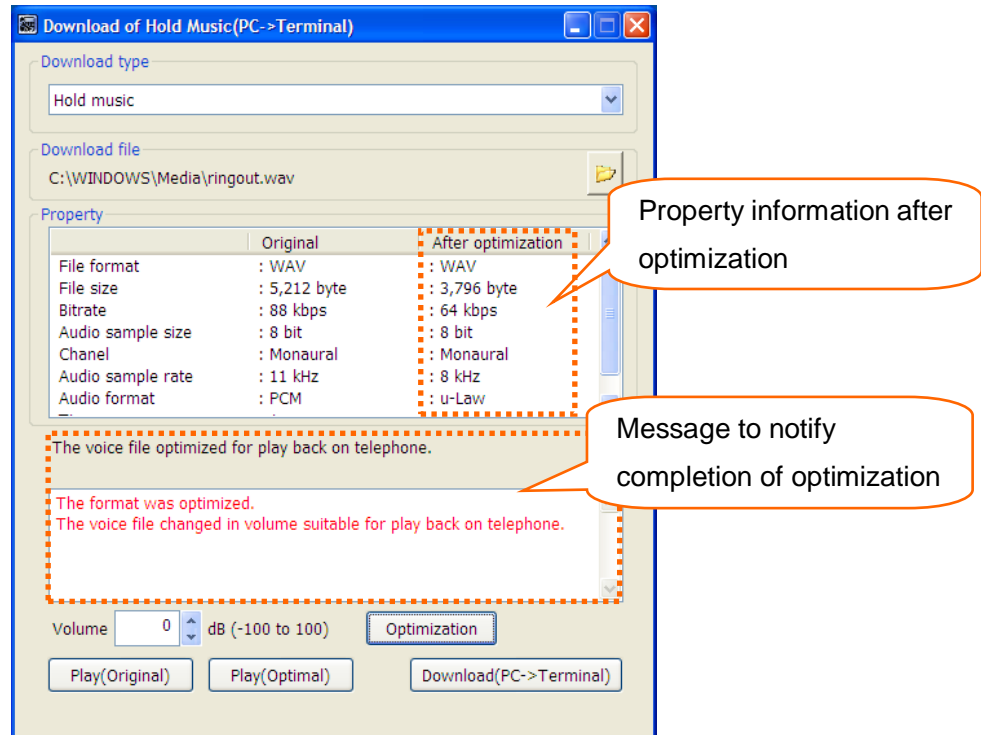 Download of Hold Music(PC->Terminal)
Download type
Hold music
Download file
C:\WINDOWS\Media\ringout.wav
Property
Original After optimization
File format : WAV : WAV
File size : 5,212 byte : 3,796 byte
Bitrate : 88 kbps : 64 kbps
Audio sample size : 8 bit : 8 bit
Chanel : Monaural : Monaural
Audio sample rate : 11 kHz : 8 kHz
Audio format : PCM : u-Law
Property information after
optimization
The voice file optimized for play back on telephone.
Message to notify
completion of optimization
The format was optimized.
The voice file changed in volume suitable for play back on telephone.
Volume 0 dB (-100 to 100) Optimization
Play(Original) Play(Optimal) Download(PC->Terminal)